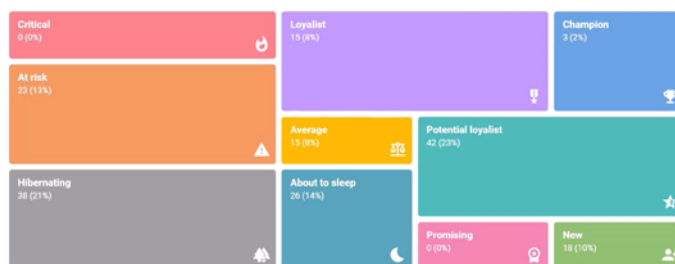 Critical
0 (0%)
Loyalist
15 (8%)
Champion
3 (2%)
At risk
23 (13%)
Average
15 (8%)
Potential loyalist
42 (23%)
Hibernating
38 (21%)
About to sleep
26 (14%)
Promising
0 (0%)
New
18 (10%)